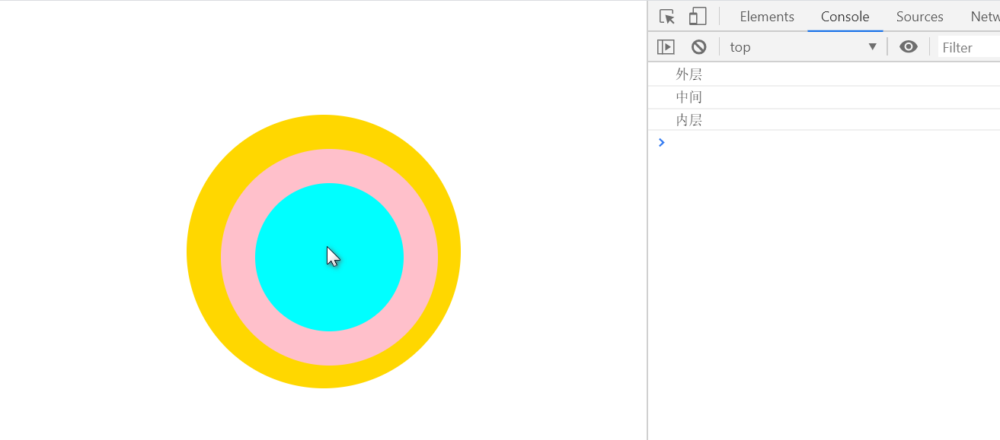 Elements Console Sources Netw
top ▼ Filter
外层
中间
内层